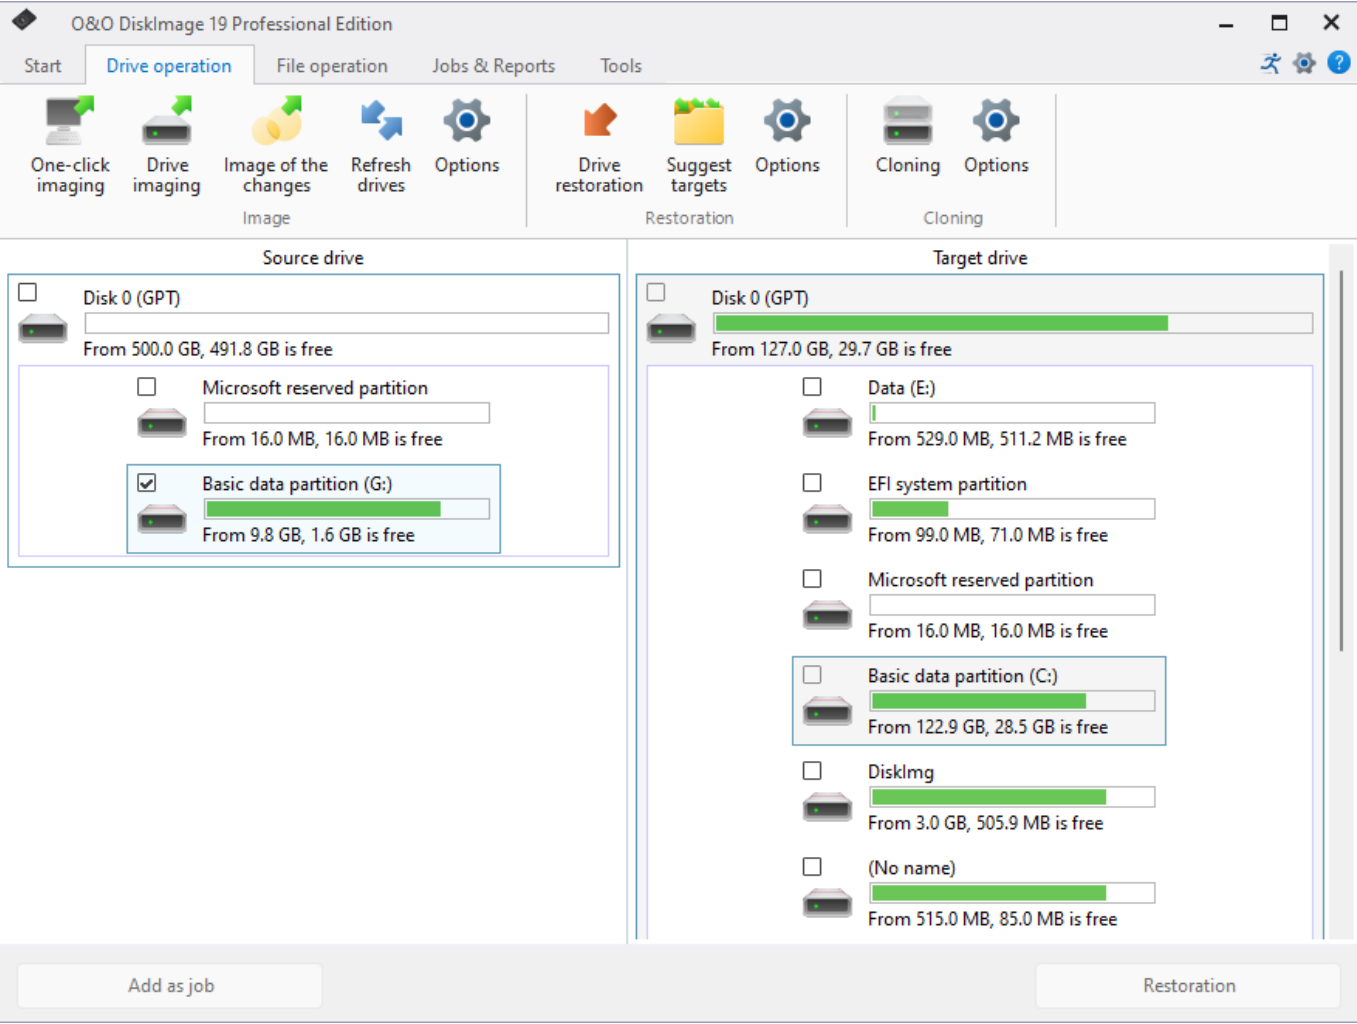 O&O DiskImage 19 Professional Edition
Start Drive operation File operation Jobs & Reports Tools
?
One-click imaging
Drive imaging
Image of the changes
Refresh drives
Options
Image
Drive restoration
Suggest targets
Options
Restoration
Cloning
Options
Cloning
Source drive
Disk 0 (GPT)
From 500.0 GB, 491.8 GB is free
Microsoft reserved partition
From 16.0 MB, 16.0 MB is free
Basic data partition (G:)
From 9.8 GB, 1.6 GB is free
Target drive
Disk 0 (GPT)
From 127.0 GB, 29.7 GB is free
Data (E:)
From 529.0 MB, 511.2 MB is free
EFI system partition
From 99.0 MB, 71.0 MB is free
Microsoft reserved partition
From 16.0 MB, 16.0 MB is free
Basic data partition (C:)
From 122.9 GB, 28.5 GB is free
DiskImg
From 3.0 GB, 505.9 MB is free
(No name)
From 515.0 MB, 85.0 MB is free
Add as job
Restoration